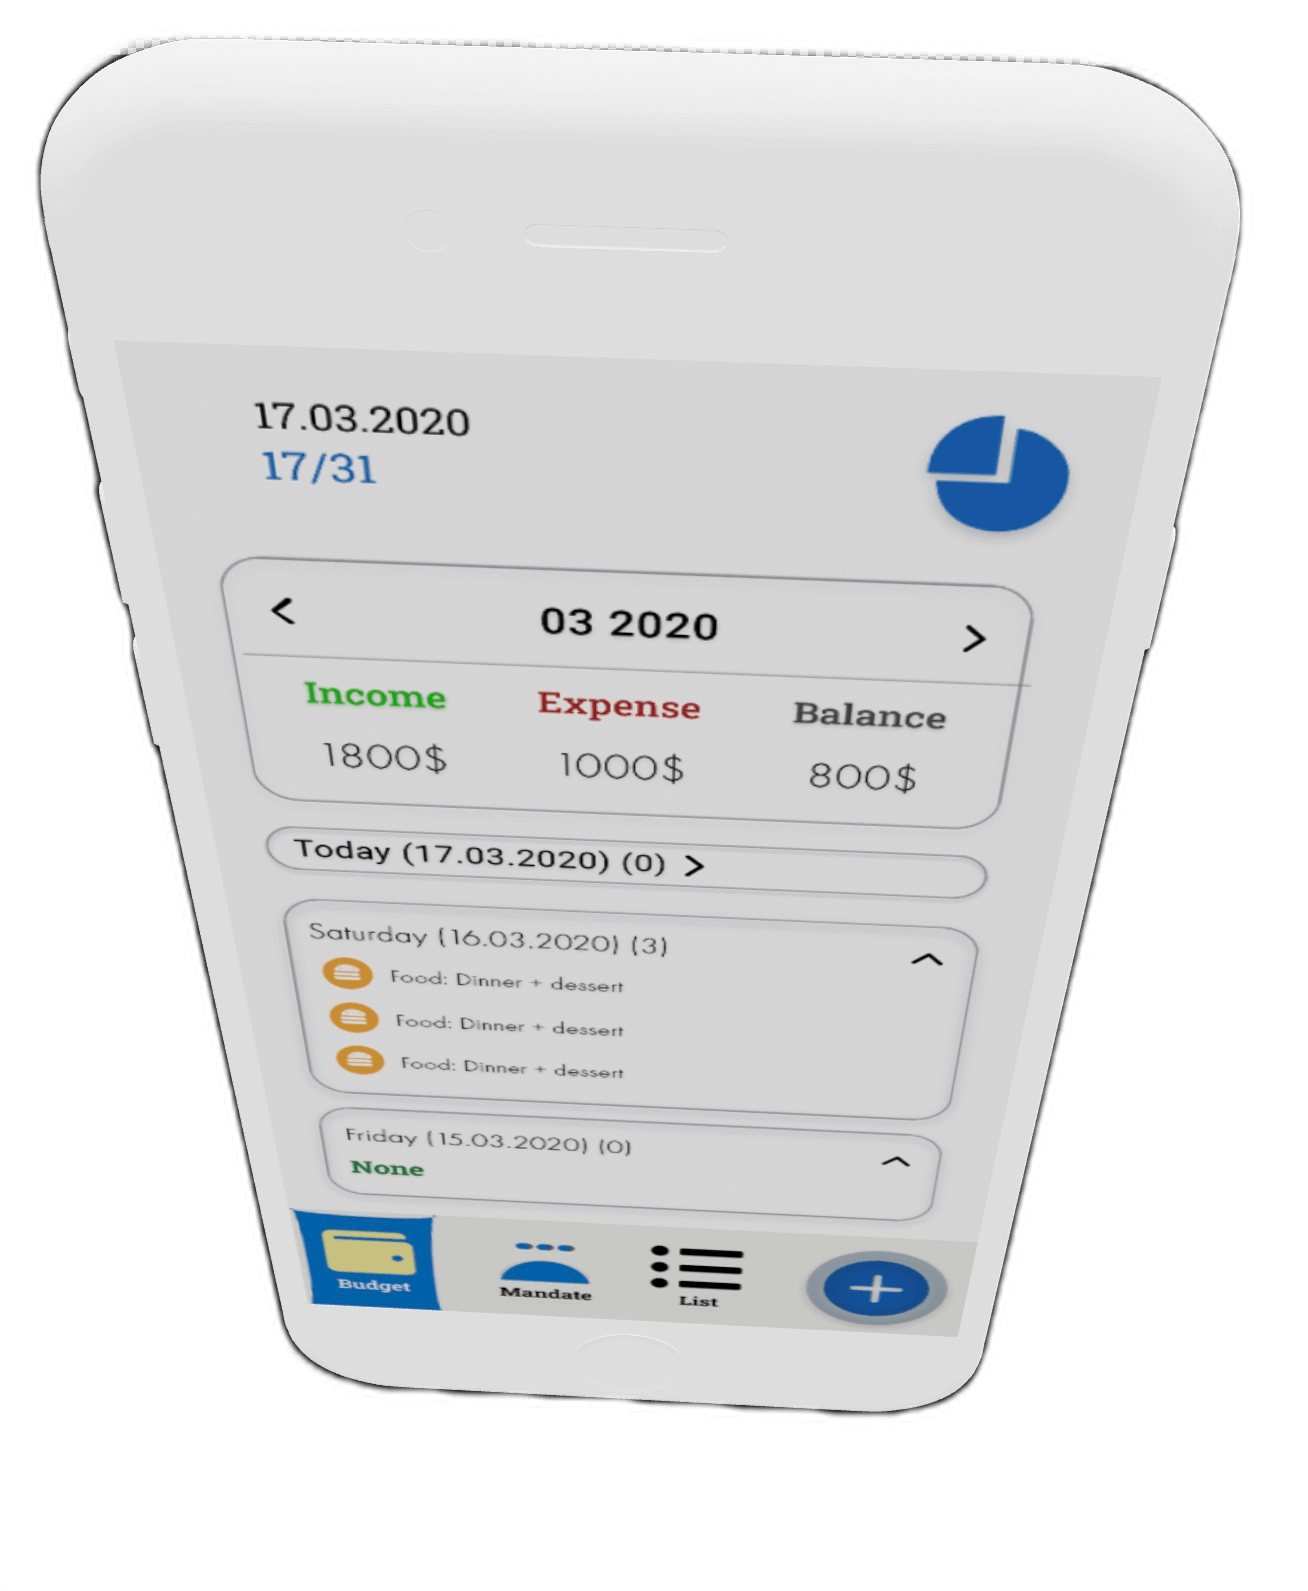 17.03.2020
17/31
< 03 2020 >
Income Expense Balance
1800$ 1000$ 800$
Today (17.03.2020) (0) >
Saturday (16.03.2020) (3)
Food: Dinner + dessert
Food: Dinner + dessert
Food: Dinner + dessert
Friday (15.03.2020) (0)
None
Budget Mandate List